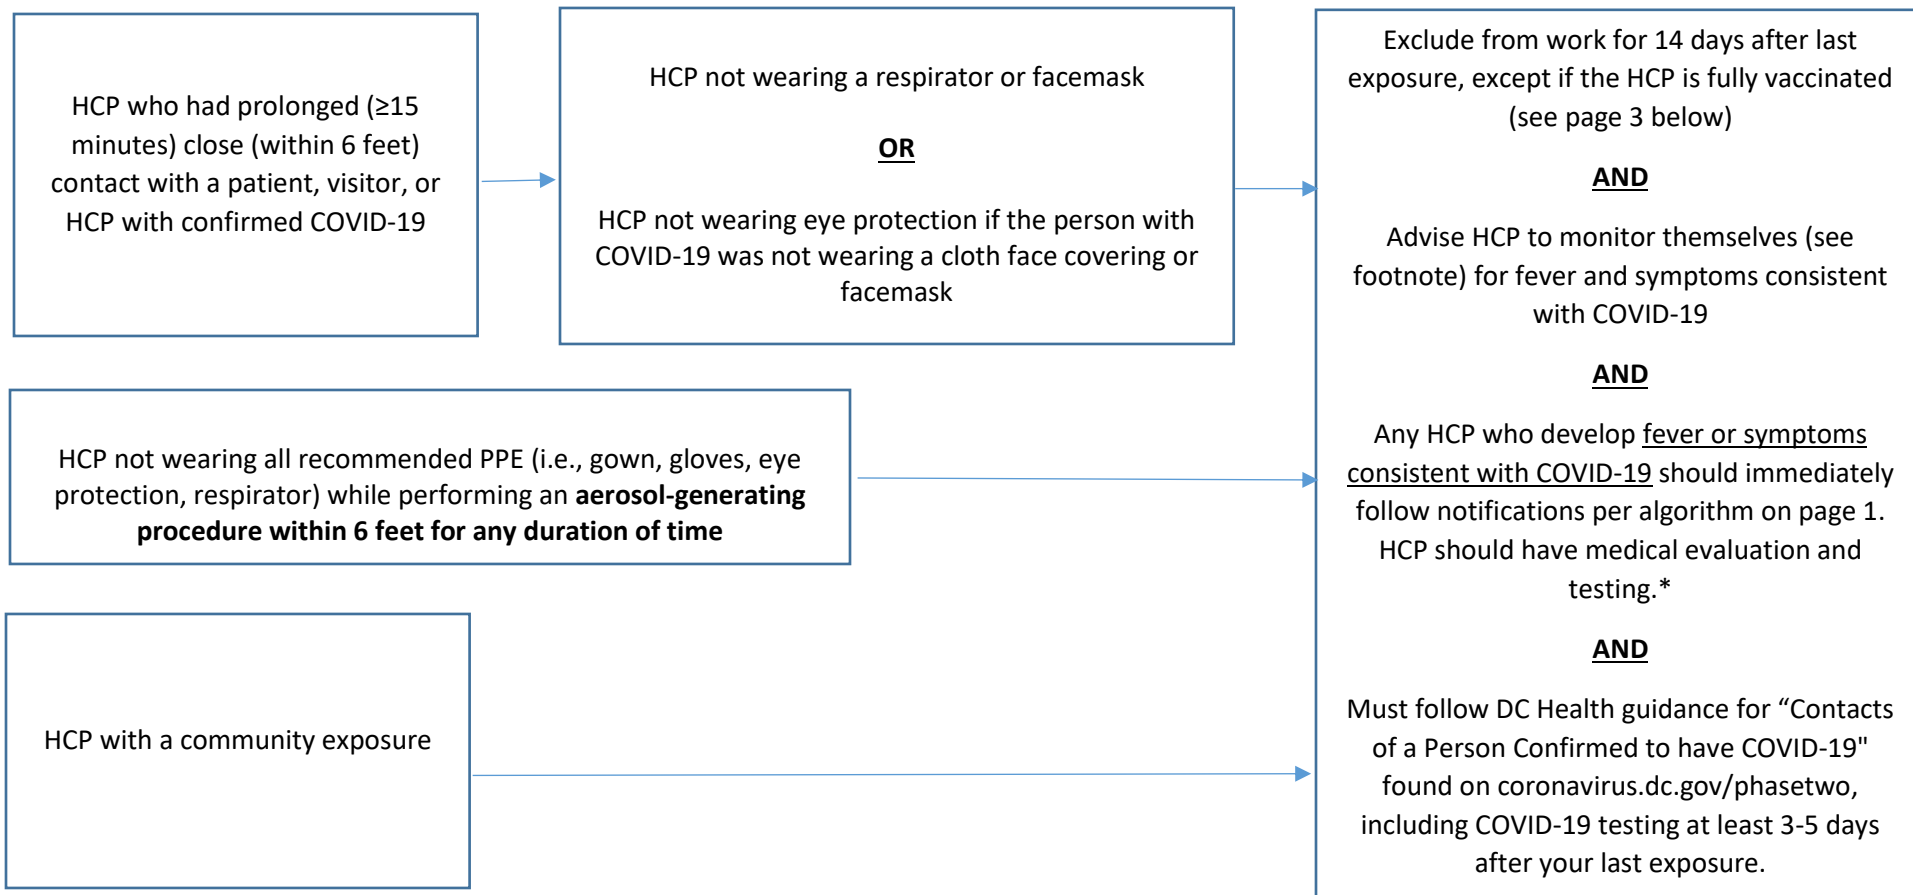 HCP who had prolonged (≥15
minutes) close (within 6 feet)
contact with a patient, visitor, or
HCP with confirmed COVID-19
HCP not wearing a respirator or facemask
OR
HCP not wearing eye protection if the person with
COVID-19 was not wearing a cloth face covering or
facemask
HCP not wearing all recommended PPE (i.e., gown, gloves, eye
protection, respirator) while performing an aerosol-generating
procedure within 6 feet for any duration of time
HCP with a community exposure
Exclude from work for 14 days after last
exposure, except if the HCP is fully vaccinated
(see page 3 below)
AND
Advise HCP to monitor themselves (see
footnote) for fever and symptoms consistent
with COVID-19
AND
Any HCP who develop fever or symptoms
consistent with COVID-19 should immediately
follow notifications per algorithm on page 1.
HCP should have medical evaluation and
testing.*
AND
Must follow DC Health guidance for “Contacts
of a Person Confirmed to have COVID-19"
found on coronavirus.dc.gov/phasetwo,
including COVID-19 testing at least 3-5 days
after your last exposure.